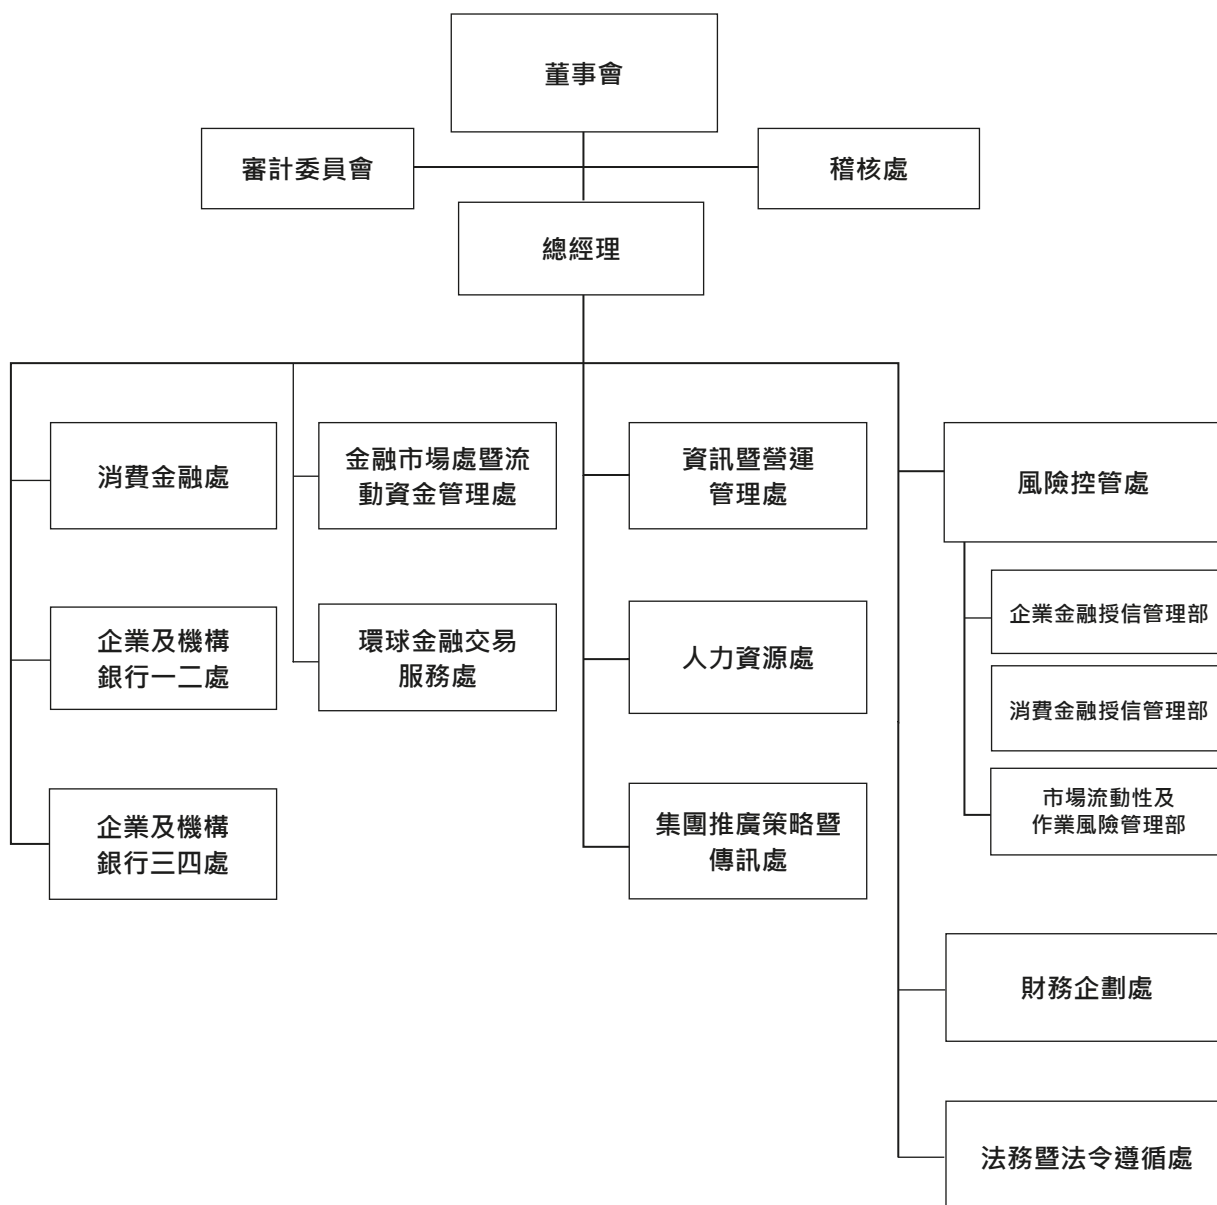 董事會
審計委員會
稽核處
總經理
消費金融處
金融市場處暨流
動資金管理處
資訊暨營運
管理處
風險控管處
企業金融授信管理部
消費金融授信管理部
市場流動性及
作業風險管理部
企業及機構
銀行一二處
環球金融交易
服務處
人力資源處
企業及機構
銀行三四處
集團推廣策略暨
傳訊處
財務企劃處
法務暨法令遵循處